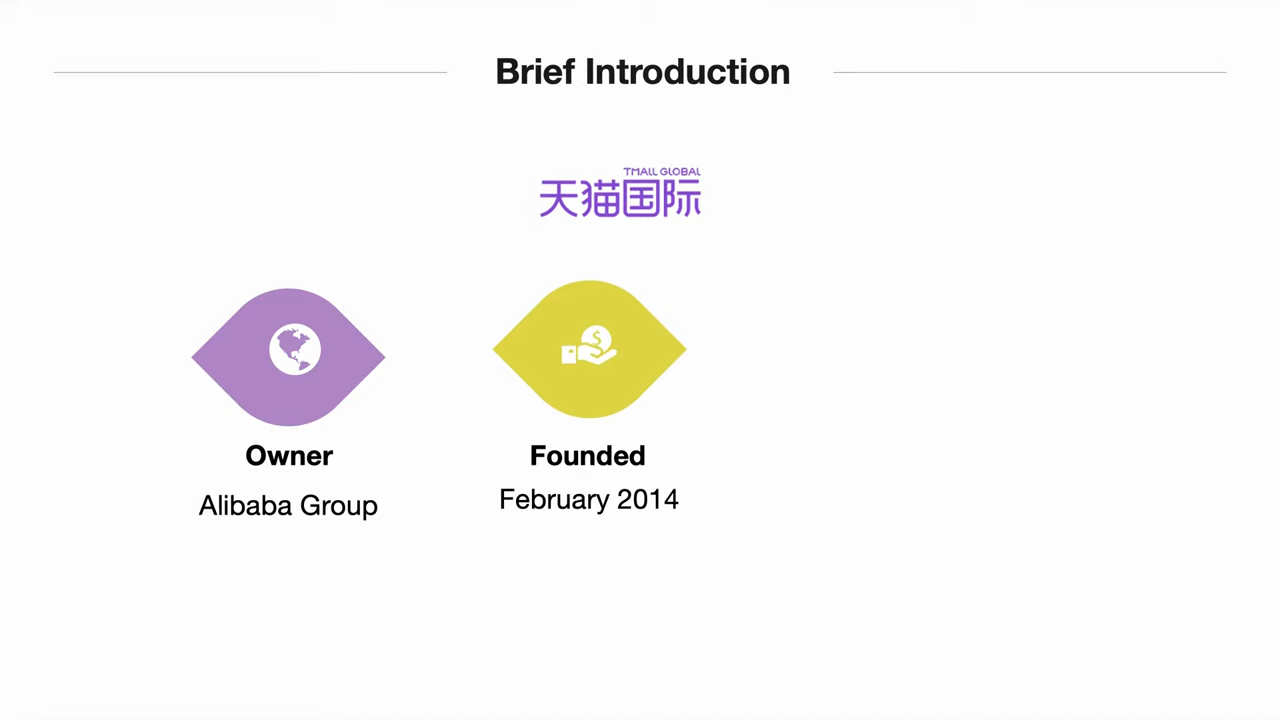 Brief Introduction
TMALL GLOBAL
天猫国际
$
Owner
Founded
Alibaba Group
February 2014